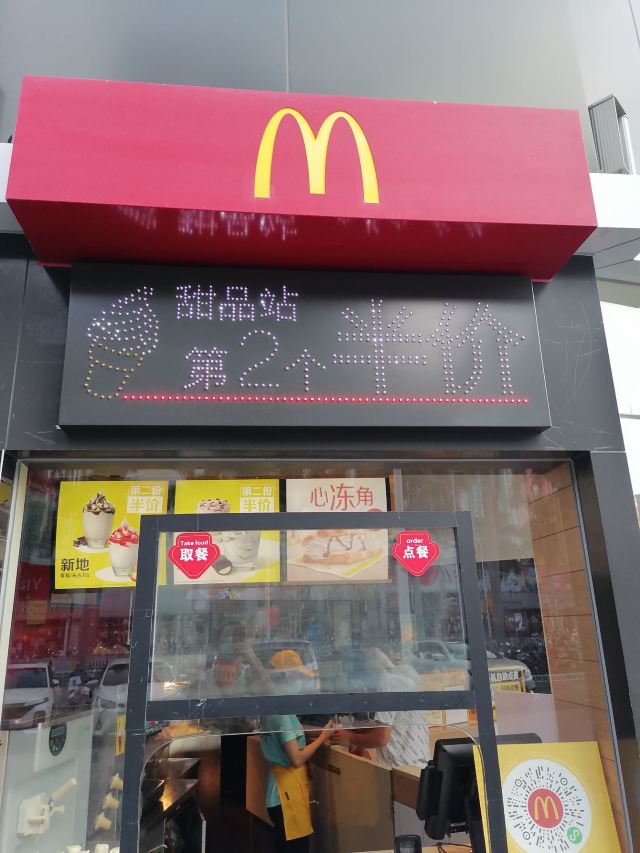 甜品站
第2个半价
第二份
半价
第二份
半价
心冻角
新地
Take food
取餐
order
点餐